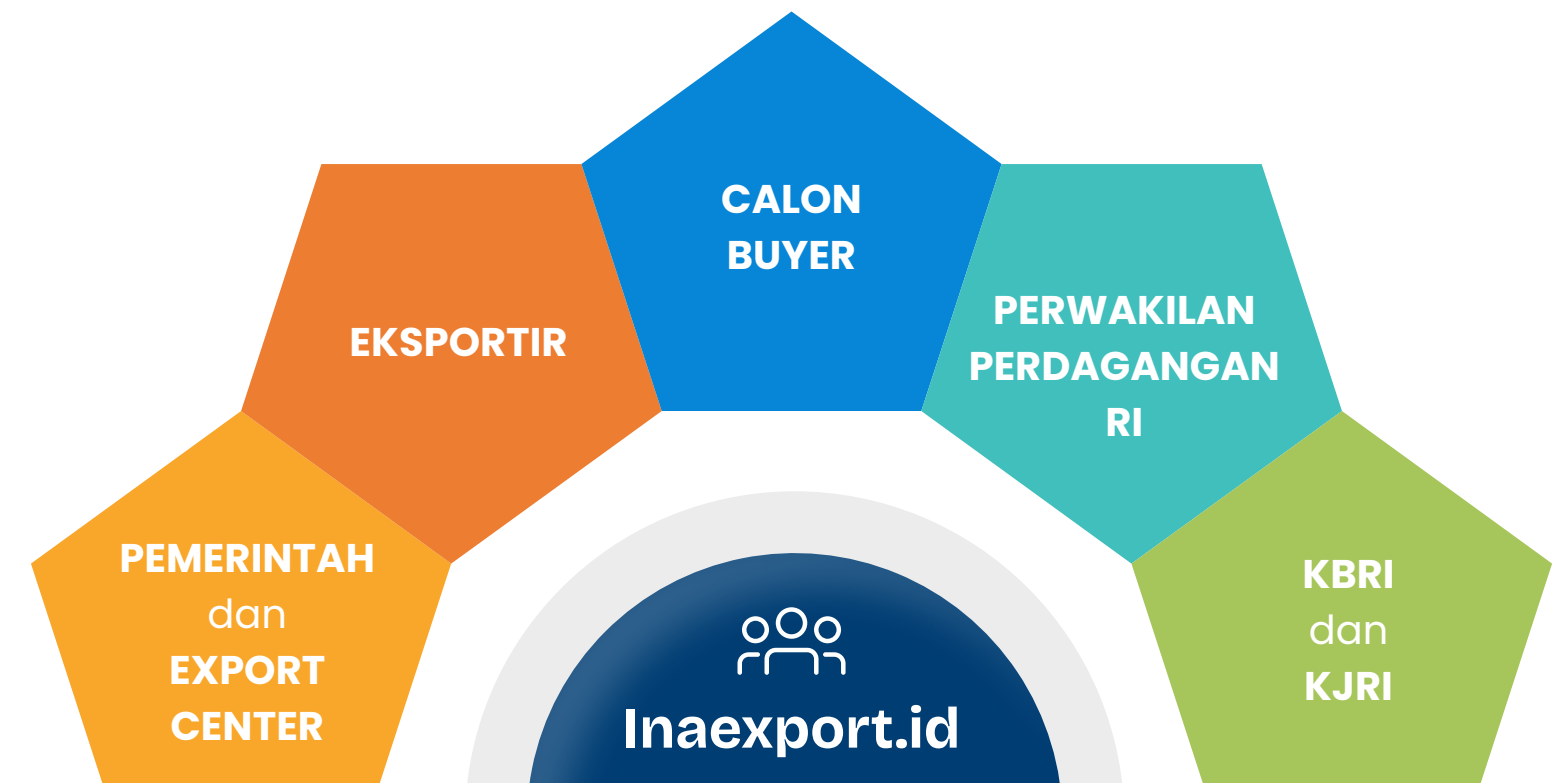 CALON
BUYER
EKSPORTIR
PERWAKILAN
PERDAGANGAN
RI
PEMERINTAH
dan
EXPORT
CENTER
KBRI
dan
KJRI
Inaexport.id